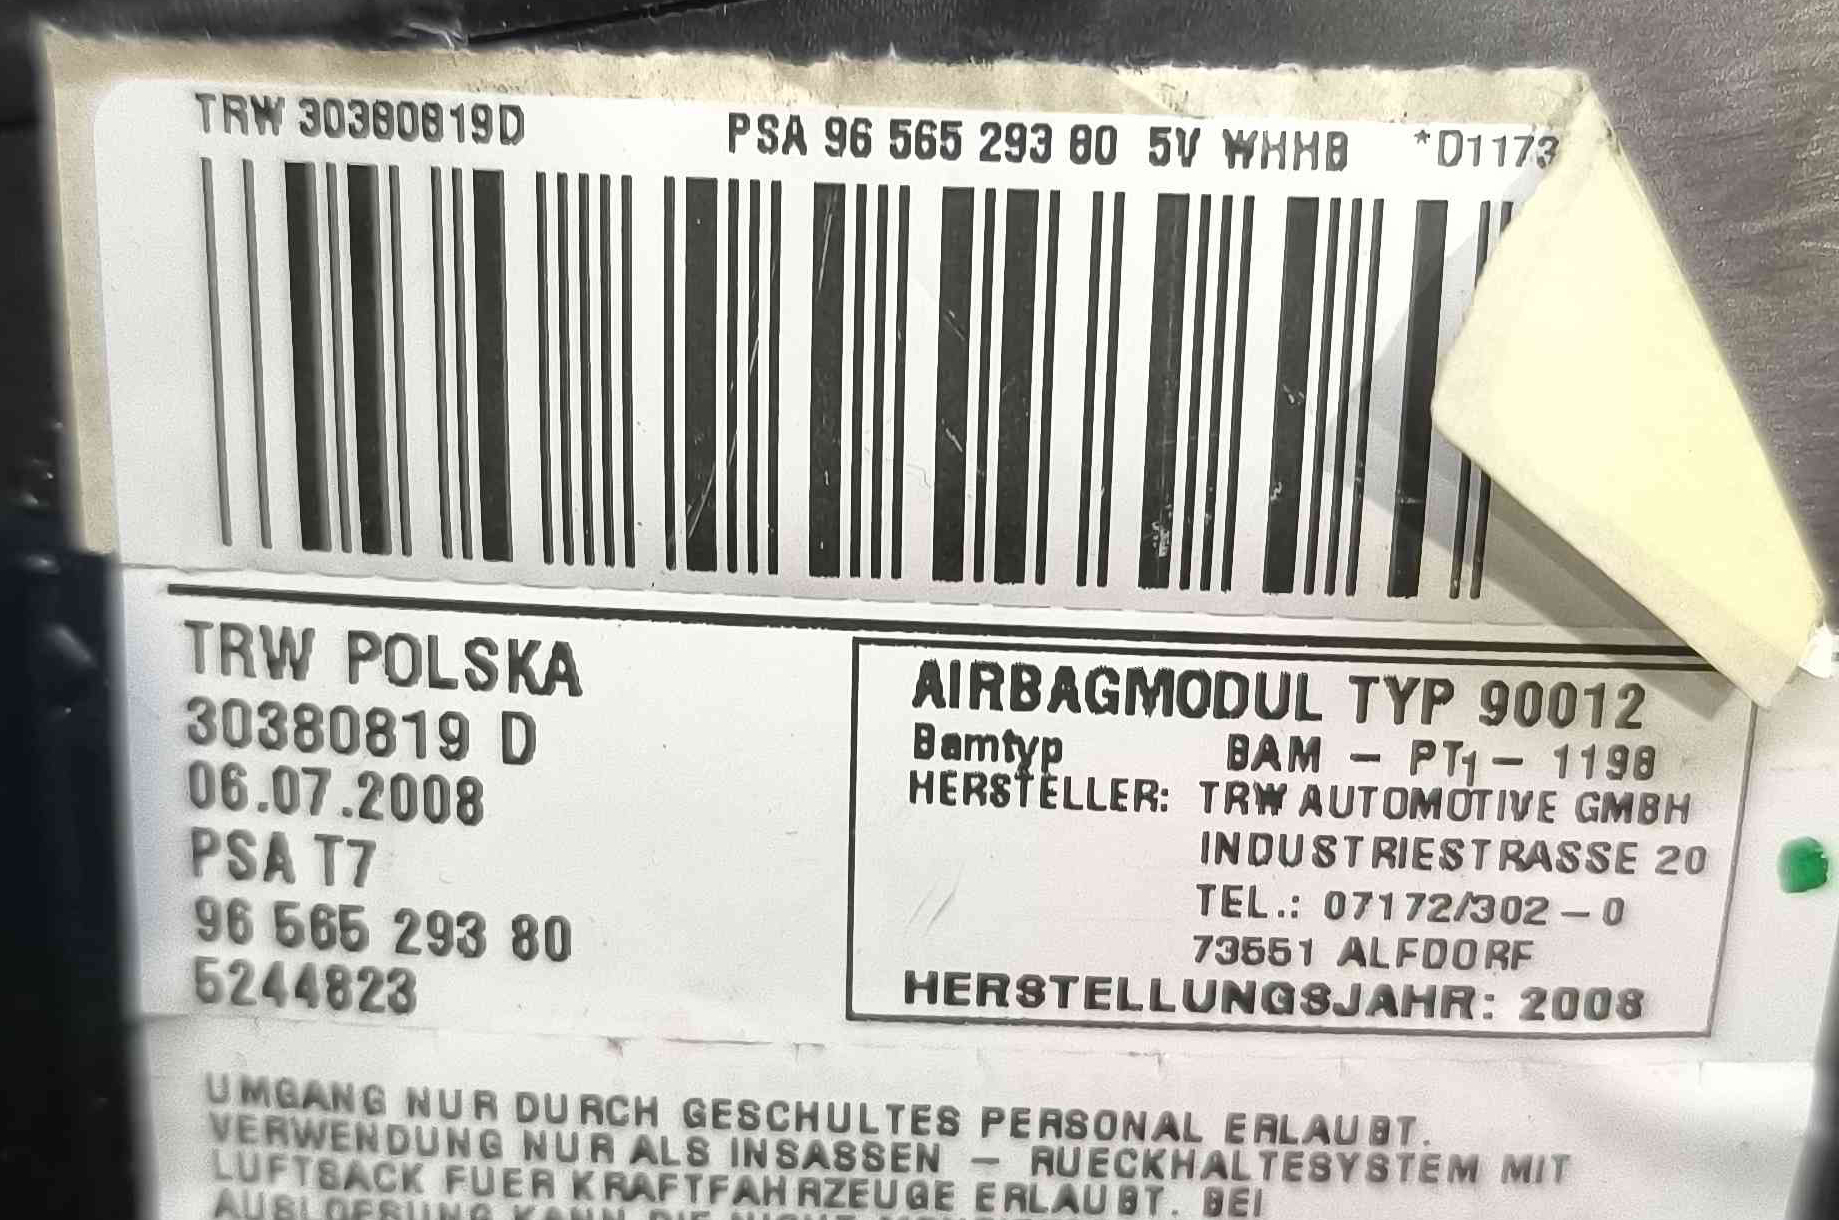 TRW 30380819D PSA 96 565 293 80 5V WHHB *D1173
TRW POLSKA
30380819 D
06.07.2008
PSA T7
96 565 293 80
5244823
AIRBAGMODUL TYP 90012
Bamtyp BAM - PT1 - 1198
HERSTELLER: TRW AUTOMOTIVE GMBH
INDUSTRIESTRASSE 20
TEL.: 07172/302 - 0
73551 ALFDORF
HERSTELLUNGSJAHR: 2008
UMGANG NUR DURCH GESCHULTES PERSONAL ERLAUBT.
VERWENDUNG NUR ALS INSASSEN - RUECKHALTESYSTEM MIT
LUFTSACK FUER KRAFTFAHRZEUGE ERLAUBT. BEI
AUSLOESUNG KANN DIE